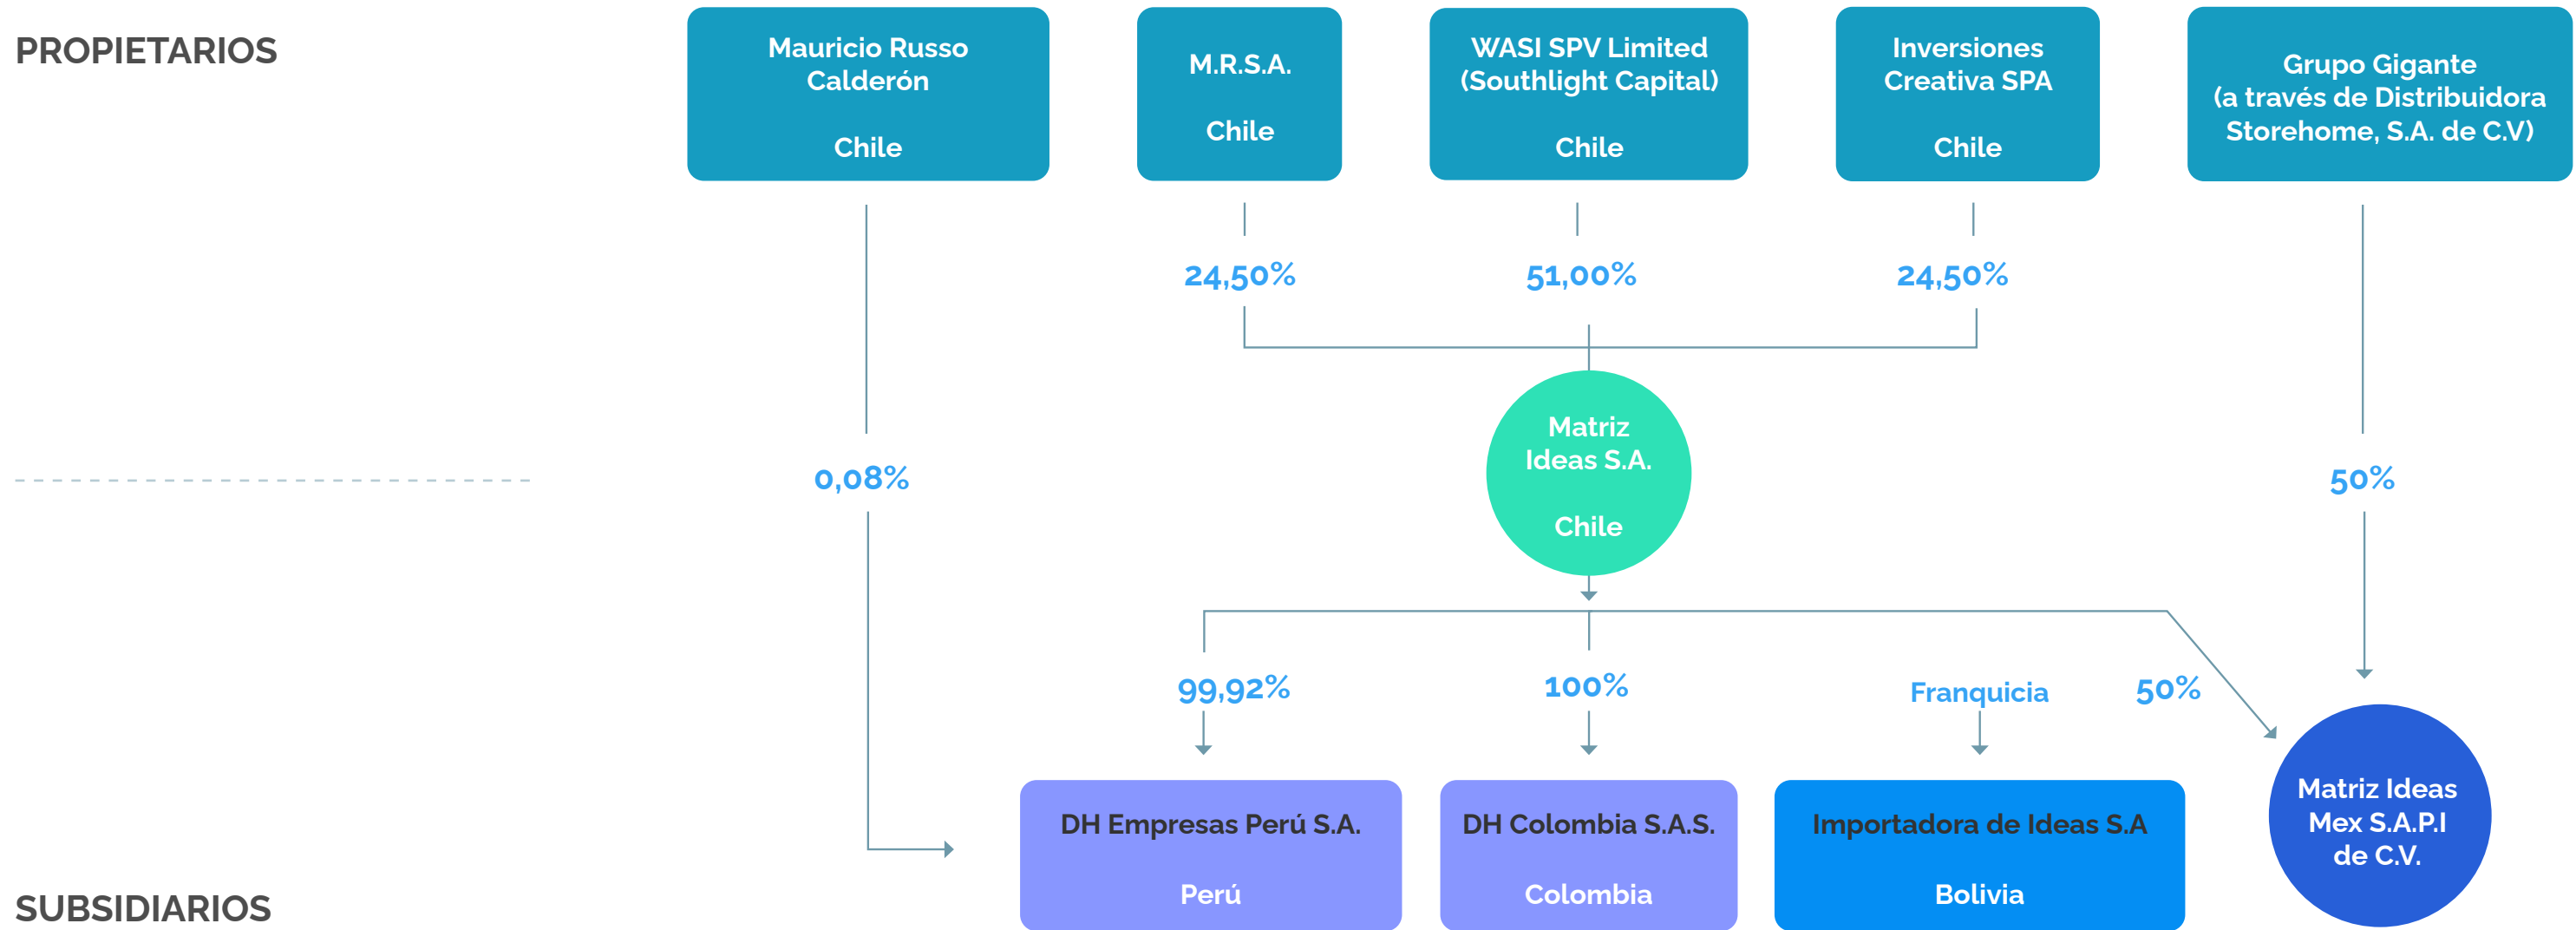 PROPIETARIOS
Mauricio Russo
Calderón
Chile
M.R.S.A.
Chile
WASI SPV Limited
(Southlight Capital)
Chile
Inversiones
Creativa SPA
Chile
Grupo Gigante
(a través de Distribuidora
Storehome, S.A. de C.V)
24,50%
51,00%
24,50%
Matriz
Ideas S.A.
Chile
0,08%
50%
99,92%
100%
Franquicia
50%
DH Empresas Perú S.A.
Perú
DH Colombia S.A.S.
Colombia
Importadora de Ideas S.A
Bolivia
Matriz Ideas
Mex S.A.P.I
de C.V.
SUBSIDIARIOS